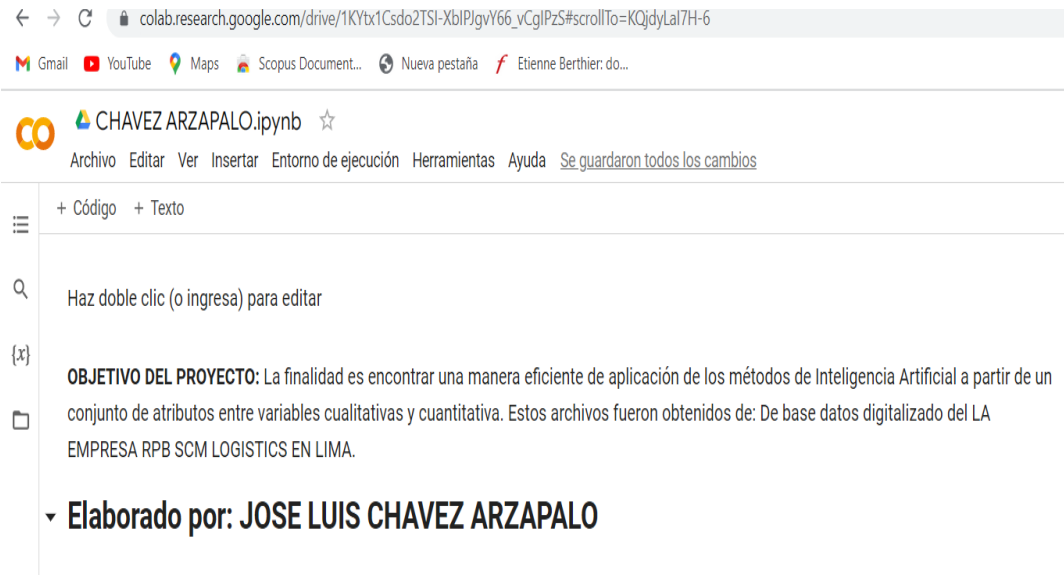 colab.research.google.com/drive/1KYtx1Csdo2TSI-XbIPJgvY66_vCgIPzS#scrollTo=KQjdyLaI7H-6
Gmail YouTube Maps Scopus Document... Nueva pestaña Etienne Berthier: do...
CHAVEZ ARZAPALO.ipynb
Archivo Editar Ver Insertar Entorno de ejecución Herramientas Ayuda Se guardaron todos los cambios
+ Código + Texto
Haz doble clic (o ingresa) para editar
{x}
OBJETIVO DEL PROYECTO: La finalidad es encontrar una manera eficiente de aplicación de los métodos de Inteligencia Artificial a partir de un
conjunto de atributos entre variables cualitativas y cuantitativa. Estos archivos fueron obtenidos de: De base datos digitalizado del LA
EMPRESA RPB SCM LOGISTICS EN LIMA.
Elaborado por: JOSE LUIS CHAVEZ ARZAPALO